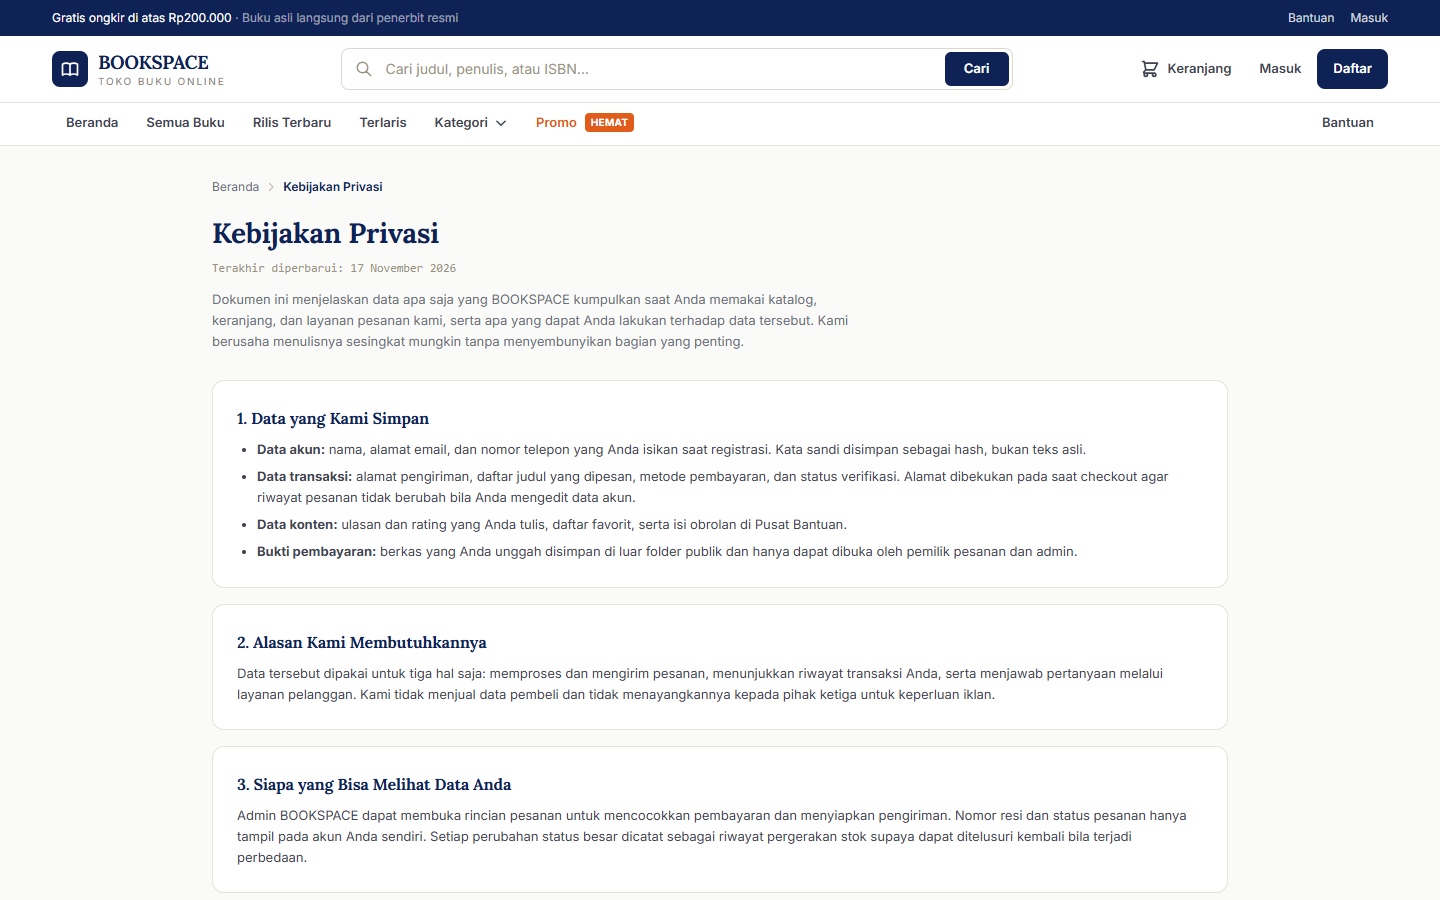 Gratis ongkir di atas Rp200.000 · Buku asli langsung dari penerbit resmi
Bantuan Masuk
BOOKSPACE
TOKO BUKU ONLINE
Cari judul, penulis, atau ISBN...
Cari
Keranjang
Masuk
Daftar
Beranda Semua Buku Rilis Terbaru Terlaris Kategori Promo HEMAT Bantuan
Beranda Kebijakan Privasi
Kebijakan Privasi
Terakhir diperbarui: 17 November 2026
Dokumen ini menjelaskan data apa saja yang BOOKSPACE kumpulkan saat Anda memakai katalog,
keranjang, dan layanan pesanan kami, serta apa yang dapat Anda lakukan terhadap data tersebut. Kami
berusaha menulisnya sesingkat mungkin tanpa menyembunyikan bagian yang penting.
1. Data yang Kami Simpan
• Data akun: nama, alamat email, dan nomor telepon yang Anda isikan saat registrasi. Kata sandi disimpan sebagai hash, bukan teks asli.
• Data transaksi: alamat pengiriman, daftar judul yang dipesan, metode pembayaran, dan status verifikasi. Alamat dibekukan pada saat checkout agar
riwayat pesanan tidak berubah bila Anda mengedit data akun.
• Data konten: ulasan dan rating yang Anda tulis, daftar favorit, serta isi obrolan di Pusat Bantuan.
• Bukti pembayaran: berkas yang Anda unggah disimpan di luar folder publik dan hanya dapat dibuka oleh pemilik pesanan dan admin.
2. Alasan Kami Membutuhkannya
Data tersebut dipakai untuk tiga hal saja: memproses dan mengirim pesanan, menunjukkan riwayat transaksi Anda, serta menjawab pertanyaan melalui
layanan pelanggan. Kami tidak menjual data pembeli dan tidak menayangkannya kepada pihak ketiga untuk keperluan iklan.
3. Siapa yang Bisa Melihat Data Anda
Admin BOOKSPACE dapat membuka rincian pesanan untuk mencocokkan pembayaran dan menyiapkan pengiriman. Nomor resi dan status pesanan hanya
tampil pada akun Anda sendiri. Setiap perubahan status besar dicatat sebagai riwayat pergerakan stok supaya dapat ditelusuri kembali bila terjadi
perbedaan.